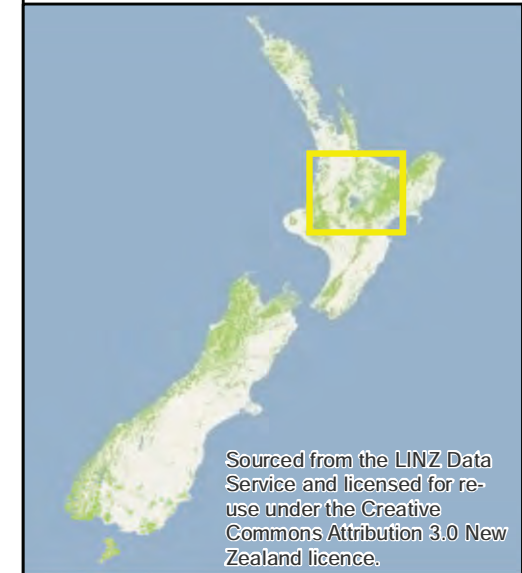 Sourced from the LINZ Data
Service and licensed for re-
use under the Creative
Commons Attribution 3.0 New
Zealand licence.